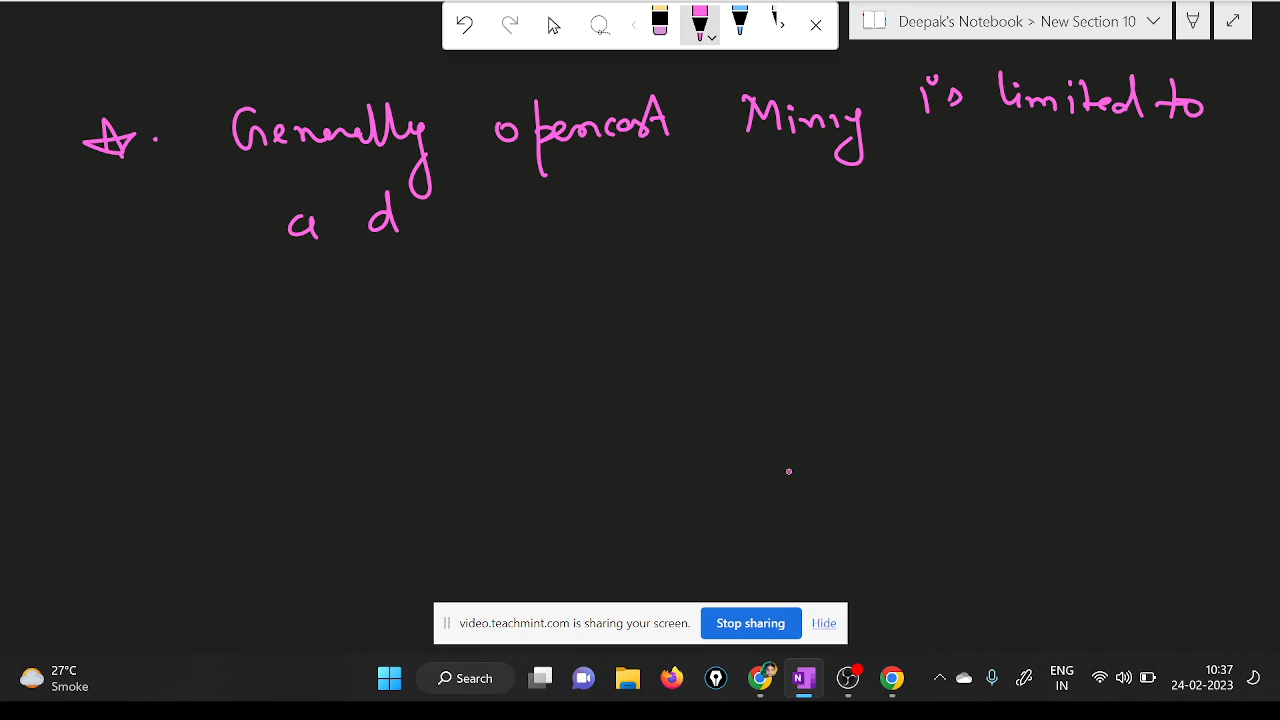 Deepak's Notebook > New Section 10
☆. Generally opencast Mining is limited to
a d
video.teachmint.com is sharing your screen.
Stop sharing
Hide
27°C
Smoke
Search
ENG
IN
10:37
24-02-2023